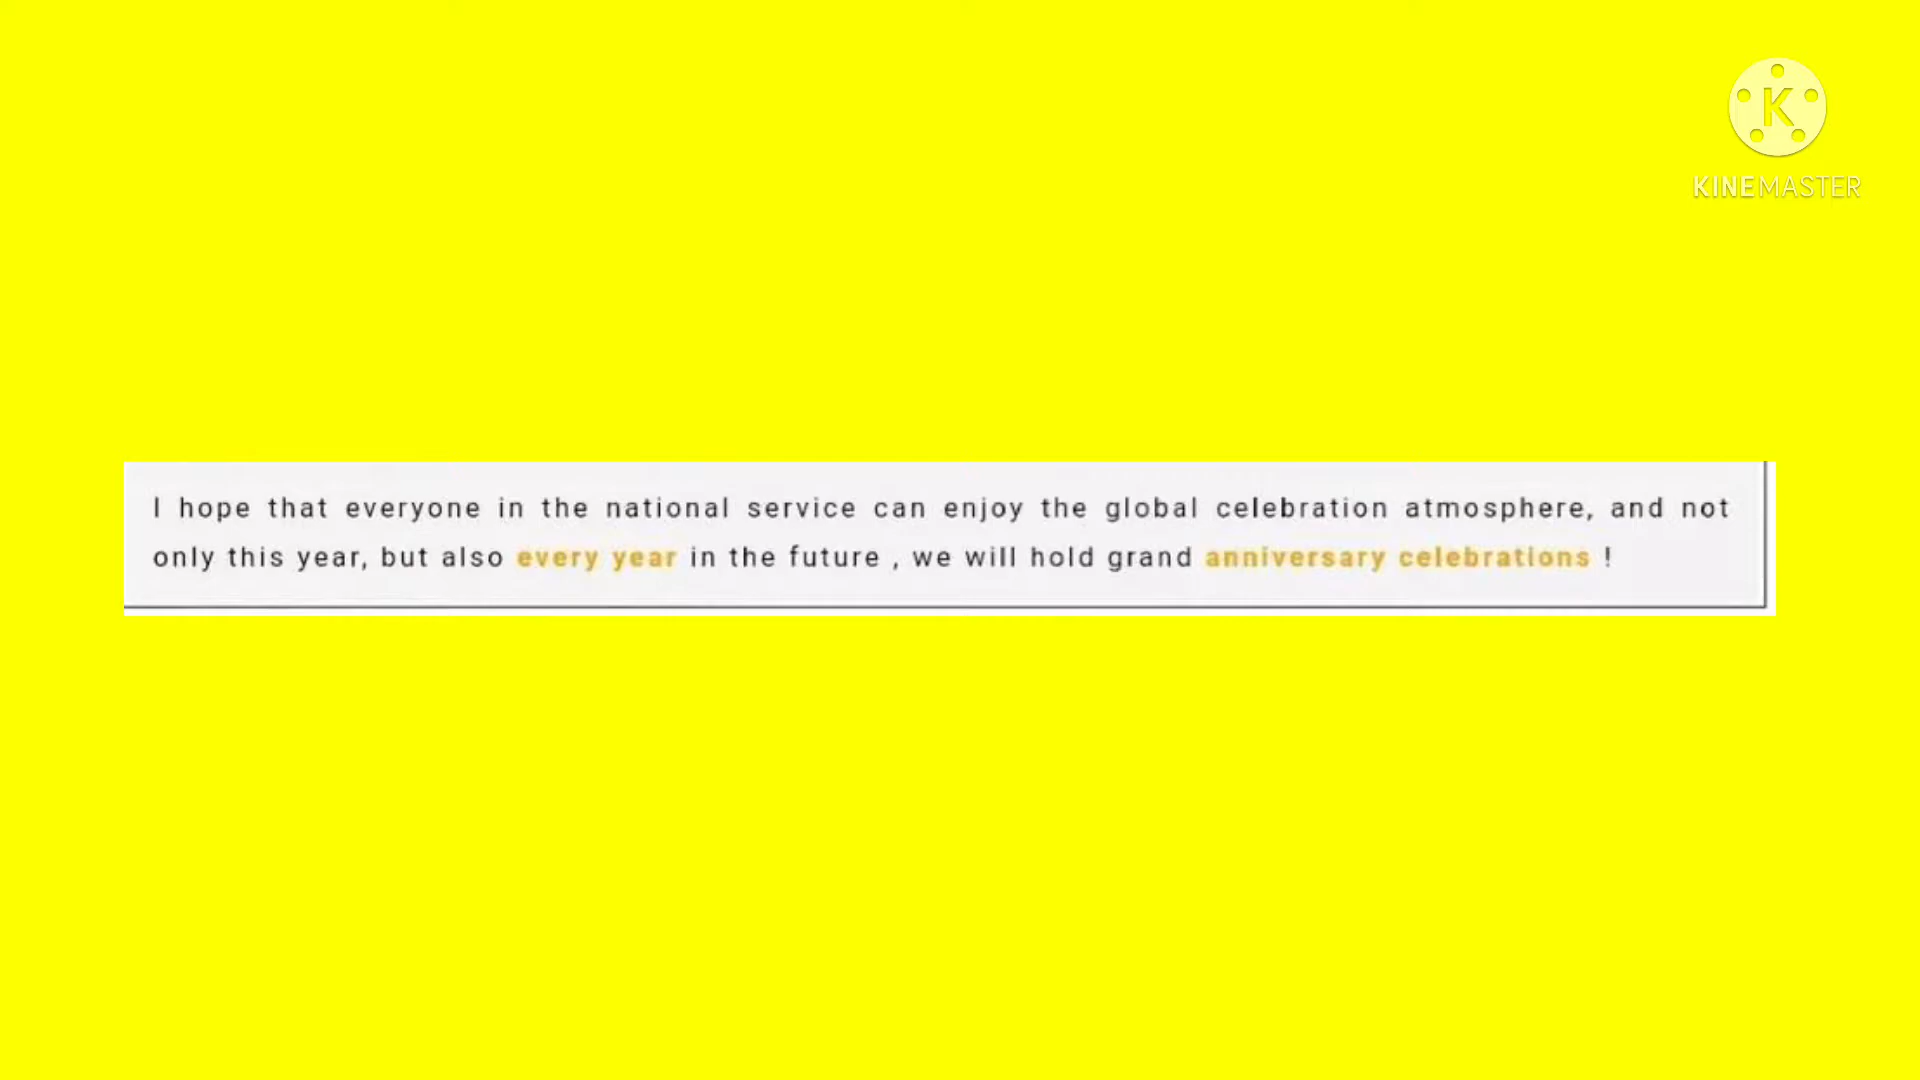 K
KINEMASTER
I hope that everyone in the national service can enjoy the global celebration atmosphere, and not
only this year, but also every year in the future , we will hold grand anniversary celebrations !